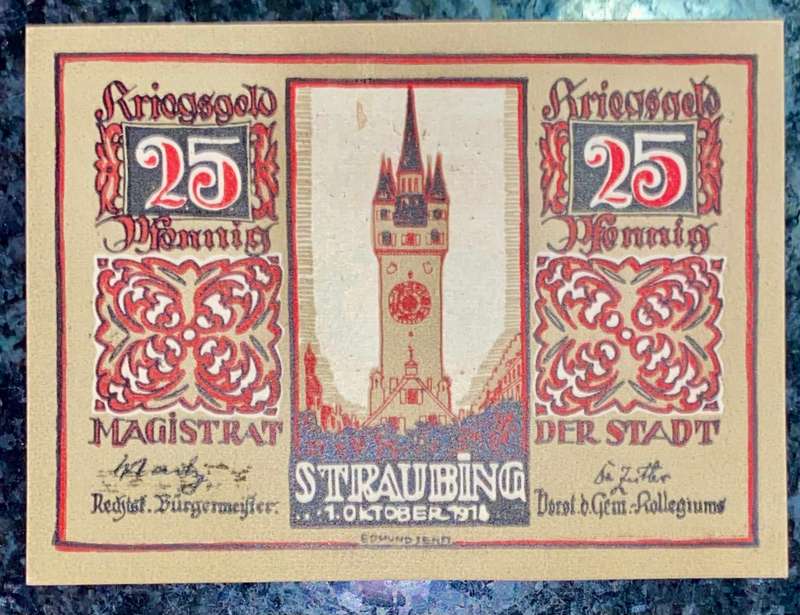 Kriegsgeld
25
Pfennig
MAGISTRAT
Rechtsk. Bürgermeister.
STRAUBING
1. OKTOBER 1918
EDMUND
Kriegsgeld
25
Pfennig
DER STADT
Vorst. d. Gem.-Kollegiums